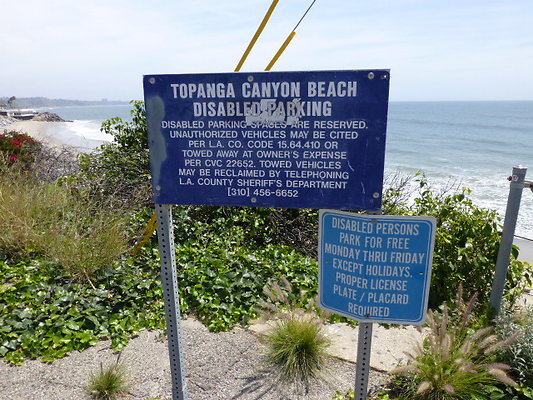 TOPANGA CANYON BEACH
DISABLED PARKING
DISABLED PARKING SPACES ARE RESERVED.
UNAUTHORIZED VEHICLES MAY BE CITED
PER L.A. CO. CODE 15.64.410 OR
TOWED AWAY AT OWNER'S EXPENSE
PER CVC 22652. TOWED VEHICLES
MAY BE RECLAIMED BY TELEPHONING
L.A. COUNTY SHERIFF'S DEPARTMENT
[310] 456-6652
DISABLED PERSONS
PARK FOR FREE
MONDAY THRU FRIDAY
EXCEPT HOLIDAYS.
PROPER LICENSE
PLATE / PLACARD
REQUIRED